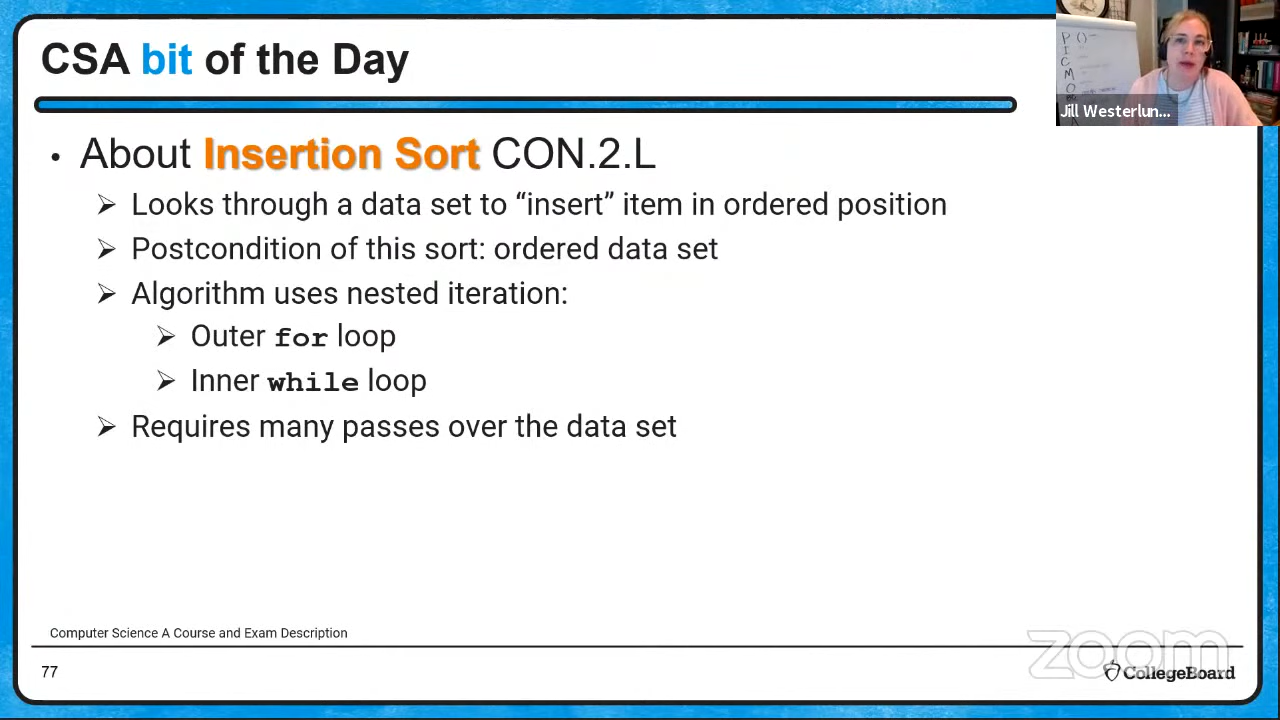 CSA bit of the Day
• About Insertion Sort CON.2.L
➢ Looks through a data set to “insert” item in ordered position
➢ Postcondition of this sort: ordered data set
➢ Algorithm uses nested iteration:
➢ Outer for loop
➢ Inner while loop
➢ Requires many passes over the data set
Computer Science A Course and Exam Description
77
zoom
CollegeBoard
P () –
I
C
M
O
Jill Westerlun...